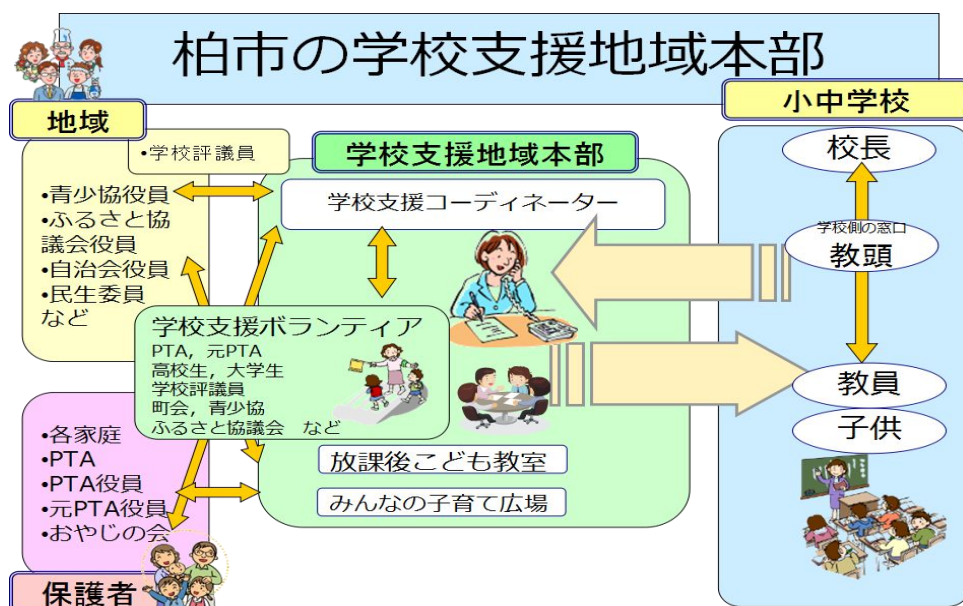 柏市の学校支援地域本部
地域
•学校評議員
•青少協役員
•ふるさと協
議会役員
•自治会役員
•民生委員
など
学校支援地域本部
学校支援コーディネーター
学校支援ボランティア
PTA，元PTA
高校生，大学生
学校評議員
町会，青少協
ふるさと協議会　など
放課後こども教室
みんなの子育て広場
•各家庭
•PTA
•PTA役員
•元PTA役員
•おやじの会
保護者
小中学校
校長
学校側の窓口
教頭
教員
子供